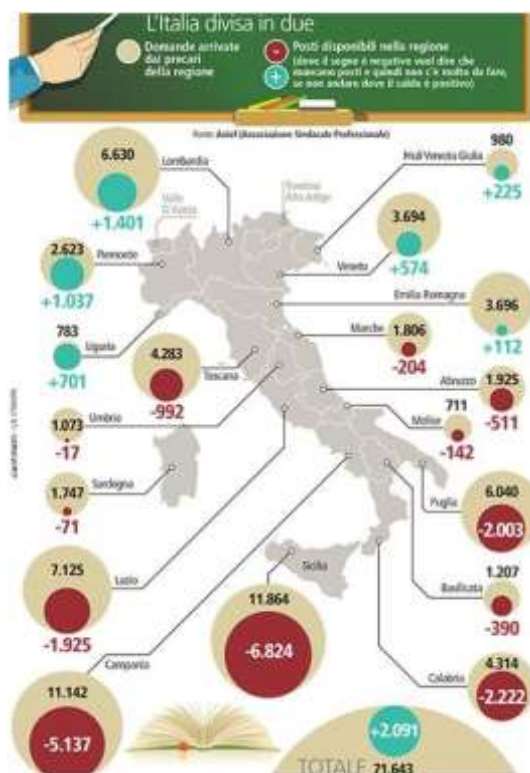 L'Italia divisa in due
Domande arrivate
dai precari
della regione
-
+
Posti disponibili nella regione
(dove il segno è negativo vuol dire che
mancano posti e quindi non c'è molto da fare,
se non andare dove il saldo è positivo)
Fonte: Anief (Associazione Sindacale Professionale)
6.630
+1.401
Lombardia
Valle
D'Aosta
Trentino
Alto Adige
Friuli Venezia Giulia
980
+225
2.623
+1.037
Piemonte
3.694
+574
Veneto
Emilia Romagna
3.696
+112
783
+701
Liguria
4.283
-992
Toscana
Marche
1.806
-204
Abruzzo
1.925
-511
1.073
-17
Umbria
Molise
711
-142
1.747
-71
Sardegna
Puglia
6.040
-2.003
7.125
-1.925
Lazio
Sicilia
11.864
-6.824
Basilicata
1.207
-390
11.142
-5.137
Campania
Calabria
4.314
-2.222
+2.091
TOTALE 71.643